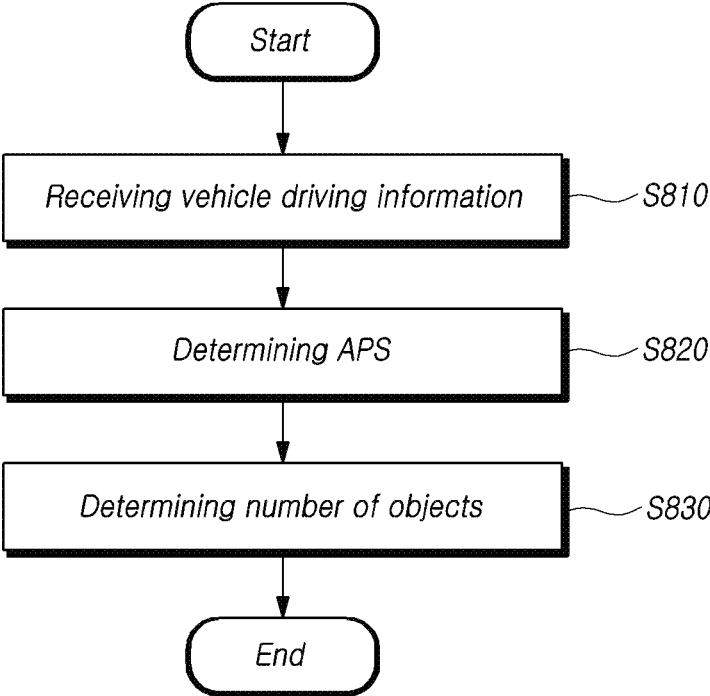 Start
Receiving vehicle driving information
S810
Determining APS
S820
Determining number of objects
S830
End